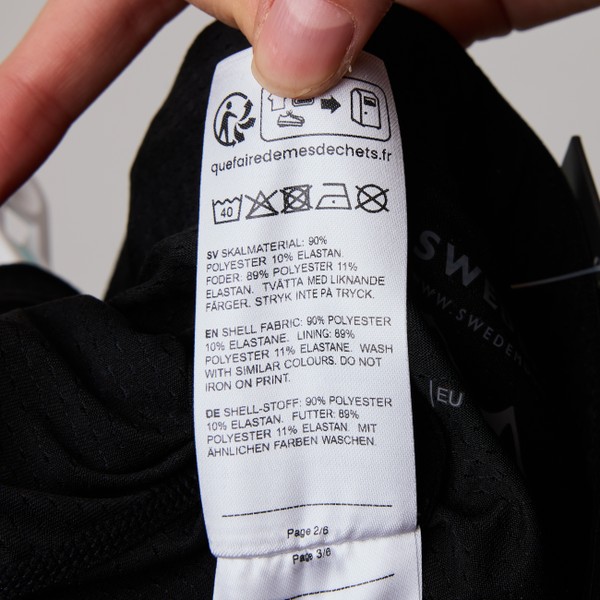 quefairedemesdechets.fr
40
SV SKALMATERIAL: 90%
POLYESTER 10% ELASTAN.
FODER: 89% POLYESTER 11%
ELASTAN. TVÄTTA MED LIKNANDE
FÄRGER. STRYK INTE PÅ TRYCK.
EN SHELL FABRIC: 90% POLYESTER
10% ELASTANE. LINING: 89%
POLYESTER 11% ELASTANE. WASH
WITH SIMILAR COLOURS. DO NOT
IRON ON PRINT.
DE SHELL-STOFF: 90% POLYESTER
10% ELASTAN. FUTTER: 89%
POLYESTER 11% ELASTAN. MIT
ÄHNLICHEN FARBEN WASCHEN.
Page 2/6
Page 3/6
EU